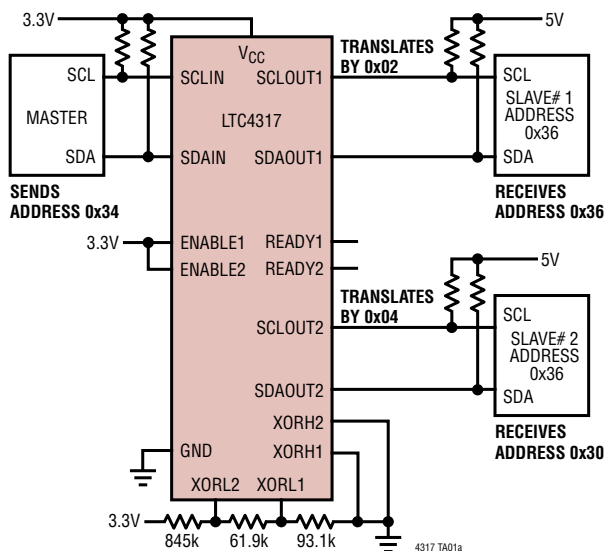 3.3V
5V
VCC
TRANSLATES
BY 0x02
SCL
SCLIN
SCLOUT1
SCL
MASTER
LTC4317
SLAVE# 1
ADDRESS
0x36
SDA
SDAIN
SDAOUT1
SDA
SENDS
ADDRESS 0x34
RECEIVES
ADDRESS 0x36
3.3V
ENABLE1
READY1
ENABLE2
READY2
5V
TRANSLATES
BY 0x04
SCLOUT2
SCL
SLAVE# 2
ADDRESS
0x36
SDAOUT2
SDA
XORH2
RECEIVES
ADDRESS 0x30
GND
XORH1
XORL2
XORL1
3.3V
845k
61.9k
93.1k
4317 TA01a